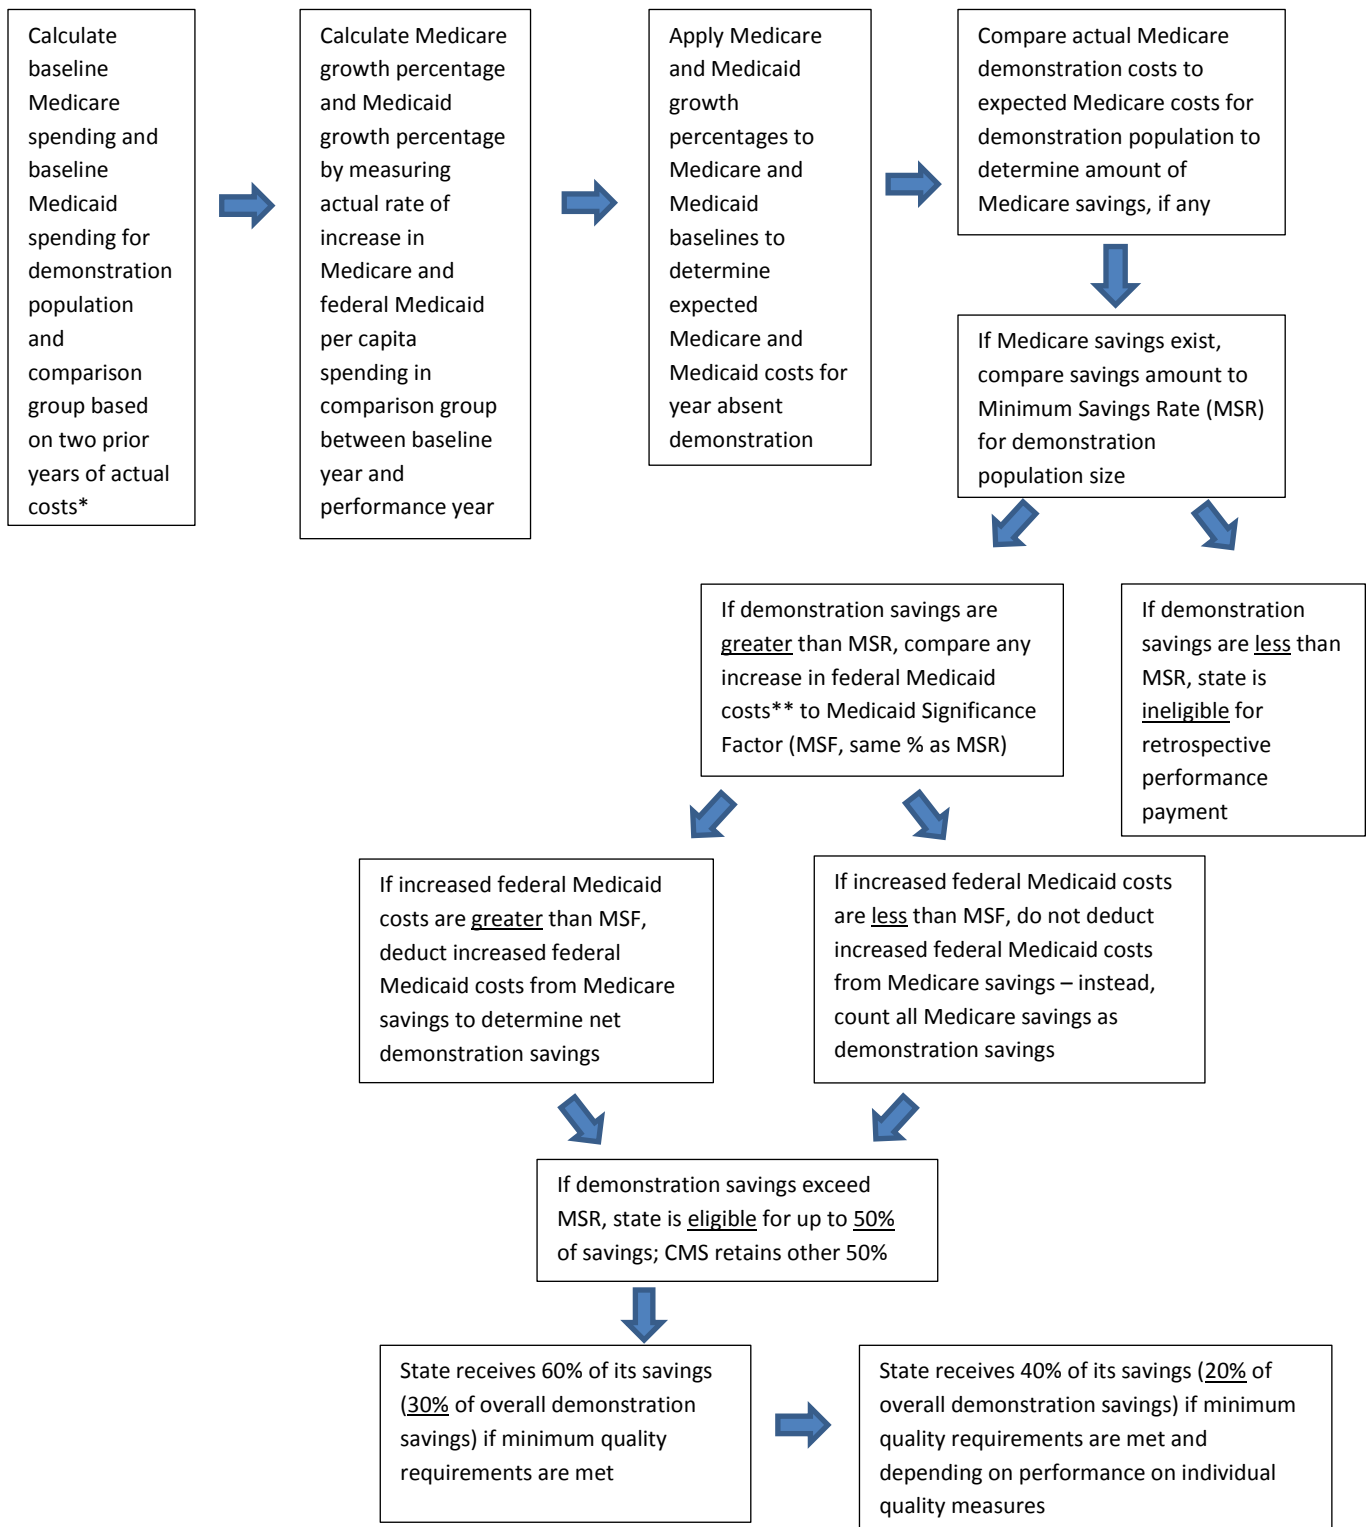 Calculate
baseline
Medicare
spending and
baseline
Medicaid
spending for
demonstration
population
and
comparison
group based
on two prior
years of actual
costs*
Calculate Medicare
growth percentage
and Medicaid
growth percentage
by measuring
actual rate of
increase in
Medicare and
federal Medicaid
per capita
spending in
comparison group
between baseline
year and
performance year
Apply Medicare
and Medicaid
growth
percentages to
Medicare and
Medicaid
baselines to
determine
expected
Medicare and
Medicaid costs for
year absent
demonstration
Compare actual Medicare
demonstration costs to
expected Medicare costs for
demonstration population to
determine amount of
Medicare savings, if any
If Medicare savings exist,
compare savings amount to
Minimum Savings Rate (MSR)
for demonstration
population size
If demonstration savings are
greater than MSR, compare any
increase in federal Medicaid
costs** to Medicaid Significance
Factor (MSF, same % as MSR)
If demonstration
savings are less than
MSR, state is
ineligible for
retrospective
performance
payment
If increased federal Medicaid
costs are greater than MSF,
deduct increased federal
Medicaid costs from Medicare
savings to determine net
demonstration savings
If increased federal Medicaid costs
are less than MSF, do not deduct
increased federal Medicaid costs
from Medicare savings – instead,
count all Medicare savings as
demonstration savings
If demonstration savings exceed
MSR, state is eligible for up to 50%
of savings; CMS retains other 50%
State receives 60% of its savings
(30% of overall demonstration
savings) if minimum quality
requirements are met
State receives 40% of its savings (20% of
overall demonstration savings) if minimum
quality requirements are met and
depending on performance on individual
quality measures